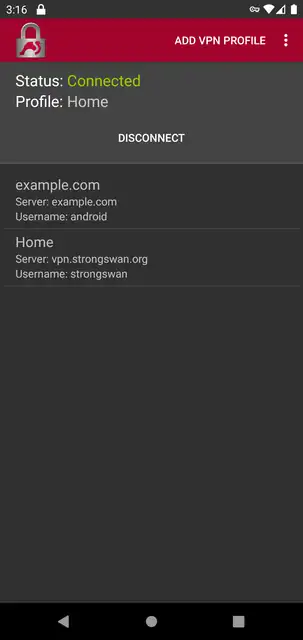 3:16
ADD VPN PROFILE
Status: Connected
Profile: Home
DISCONNECT
example.com
Server: example.com
Username: android
Home
Server: vpn.strongswan.org
Username: strongswan